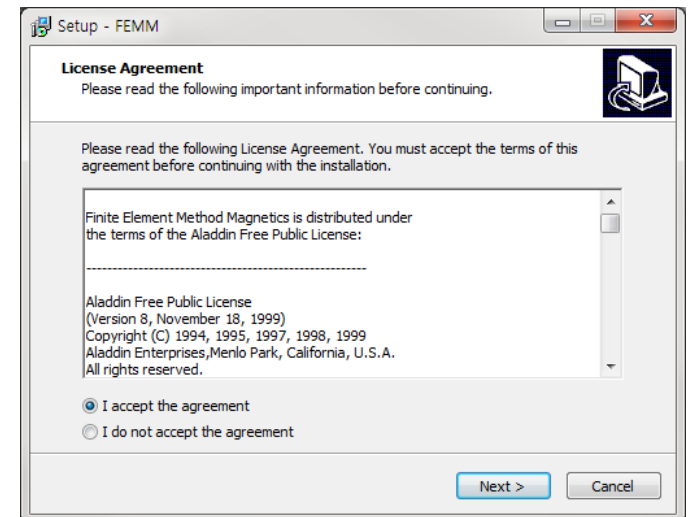 Setup - FEMM
License Agreement
Please read the following important information before continuing.
Please read the following License Agreement. You must accept the terms of this
agreement before continuing with the installation.
Finite Element Method Magnetics is distributed under
the terms of the Aladdin Free Public License:
------------------------------------------------------
Aladdin Free Public License
(Version 8, November 18, 1999)
Copyright (C) 1994, 1995, 1997, 1998, 1999
Aladdin Enterprises,Menlo Park, California, U.S.A.
All rights reserved.
I accept the agreement
I do not accept the agreement
Next >
Cancel